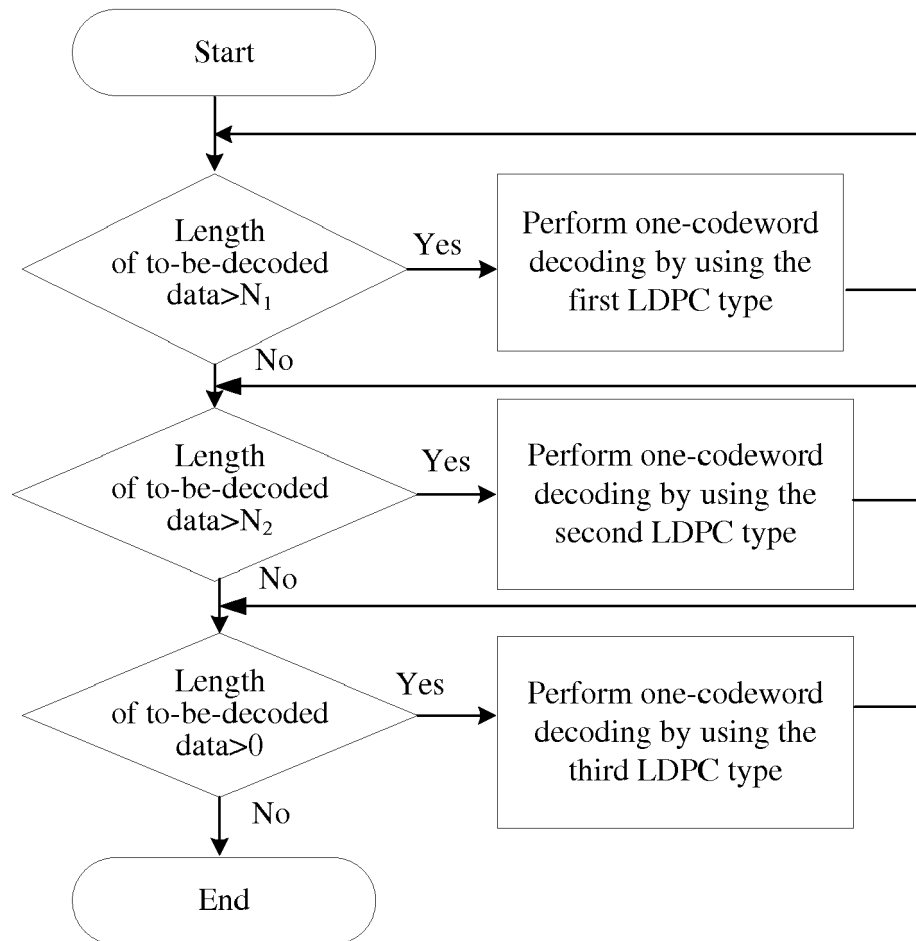 Start
Length
of to-be-decoded
data>N₁
Yes
Perform one-codeword
decoding by using the
first LDPC type
No
Length
of to-be-decoded
data>N₂
Yes
Perform one-codeword
decoding by using the
second LDPC type
No
Length
of to-be-decoded
data>0
Yes
Perform one-codeword
decoding by using the
third LDPC type
No
End